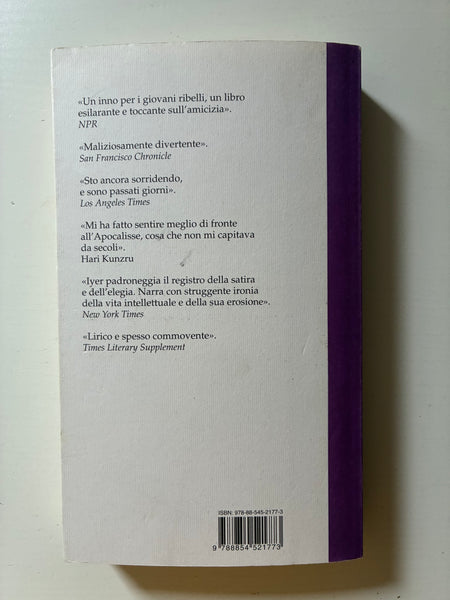 «Un inno per i giovani ribelli, un libro
esilarante e toccante sull'amicizia».
NPR
«Maliziosamente divertente».
San Francisco Chronicle
«Sto ancora sorridendo,
e sono passati giorni».
Los Angeles Times
«Mi ha fatto sentire meglio di fronte
all'Apocalisse, cosa che non mi capitava
da secoli».
Hari Kunzru
«Iyer padroneggia il registro della satira
e dell'elegia. Narra con struggente ironia
della vita intellettuale e della sua erosione».
New York Times
«Lirico e spesso commovente».
Times Literary Supplement
ISBN: 978-88-545-2177-3
9 788854 521773